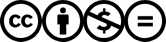 cc $ =